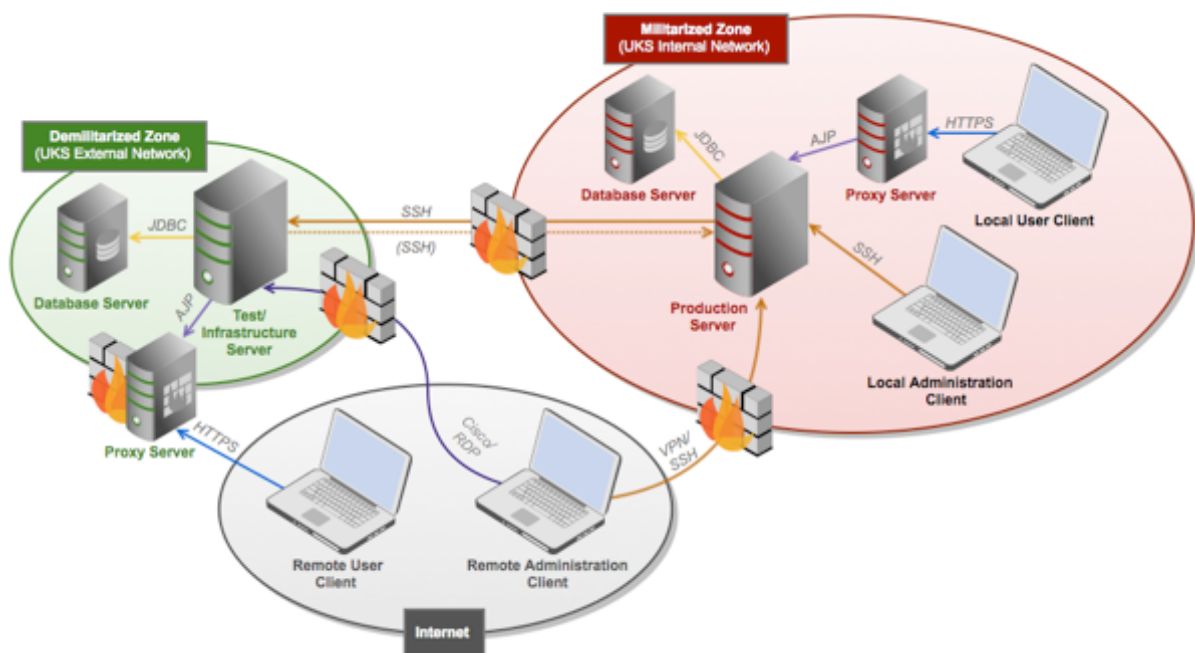 Militarized Zone
(UKS Internal Network)
HTTPS
AJP
JDBC
Database Server
Proxy Server
Local User Client
Demilitarized Zone
(UKS External Network)
SSH
(SSH)
SSH
JDBC
Database Server
AJP
Test/
Infrastructure
Server
Production
Server
Local Administration
Client
Proxy Server
HTTPS
Cisco/
RDP
VPN/
SSH
Remote User
Client
Remote Administration
Client
Internet